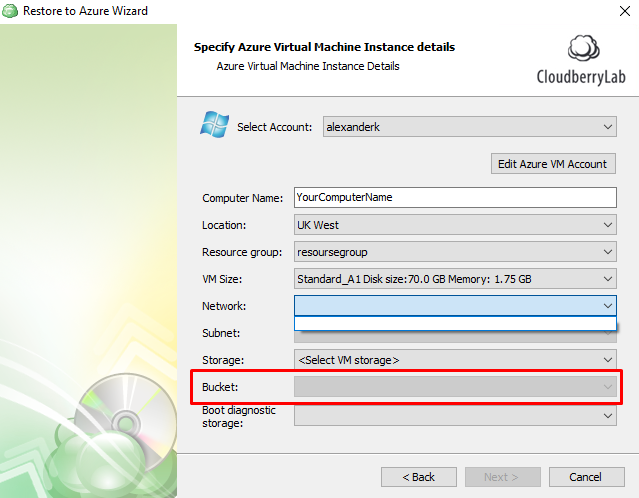 Restore to Azure Wizard
Specify Azure Virtual Machine Instance details
Azure Virtual Machine Instance Details
CloudberryLab
Select Account: alexanderk
Edit Azure VM Account
Computer Name: YourComputerName
Location: UK West
Resource group: resoursegroup
VM Size: Standard_A1 Disk size:70.0 GB Memory: 1.75 GB
Network:
Subnet:
Storage: <Select VM storage>
Bucket:
Boot diagnostic
storage:
< Back Next > Cancel